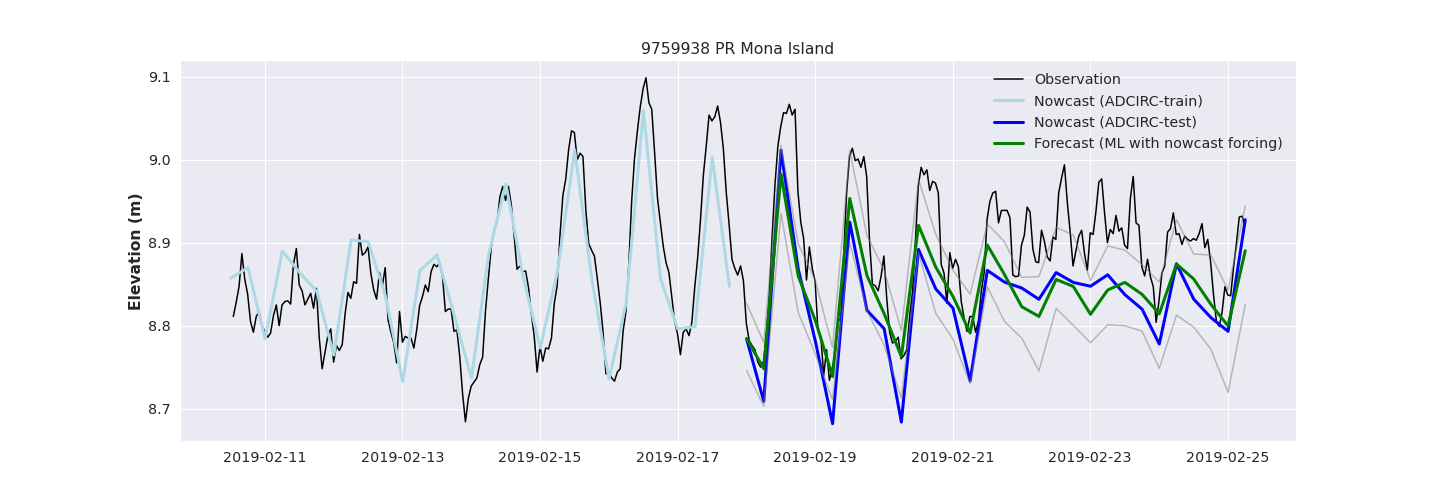 9759938 PR Mona Island
Elevation (m)
9.1
9.0
8.9
8.8
8.7
Observation
Nowcast (ADCIRC-train)
Nowcast (ADCIRC-test)
Forecast (ML with nowcast forcing)
2019-02-11
2019-02-13
2019-02-15
2019-02-17
2019-02-19
2019-02-21
2019-02-23
2019-02-25